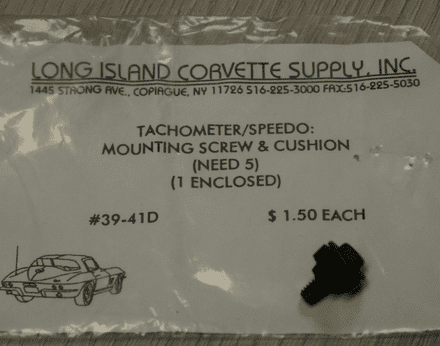 LONG ISLAND CORVETTE SUPPLY, INC.
1445 STRONG AVE., COPIAGUE, NY 11726 516-225-3000 FAX:516-225-5030
TACHOMETER/SPEEDO:
MOUNTING SCREW & CUSHION
(NEED 5)
(1 ENCLOSED)
#39-41D $ 1.50 EACH